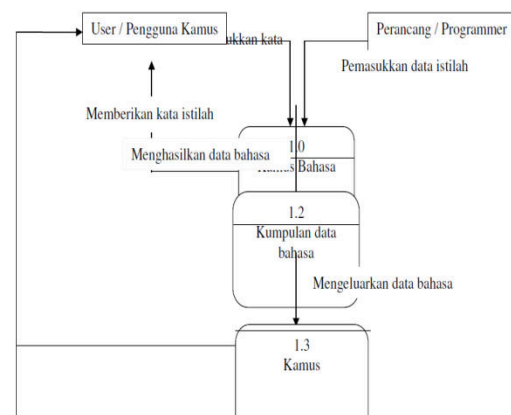 User / Pengguna Kamus
Perancang / Programmer
kata
Pemasukkan data istilah
Memberikan kata istilah
Menghasilkan data bahasa
1.0
Bahasa
1.2
Kumpulan data
bahasa
Mengeluarkan data bahasa
1.3
Kamus